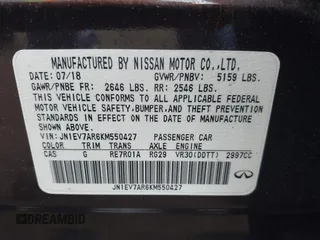 MANUFACTURED BY NISSAN MOTOR CO.,LTD.
DATE: 07/18 GVWR/PNBV: 5159 LBS.
GAWR/PNBE FR: 2646 LBS. RR: 2546 LBS.
THIS VEHICLE CONFORMS TO ALL APPLICABLE FEDERAL
MOTOR VEHICLE SAFETY, BUMPER, AND THEFT PREVENTION
STANDARDS IN EFFECT ON THE DATE OF MANUFACTURE
SHOWN ABOVE.
VIN: JN1EV7AR6KM550427 PASSENGER CAR
COLOR TRIM TRANS AXLE ENGINE
CAS G RE7R01A RG29 VR30(DDTT) 2997CC
JN1EV7AR6KM550427
AUTOBIDMASTER